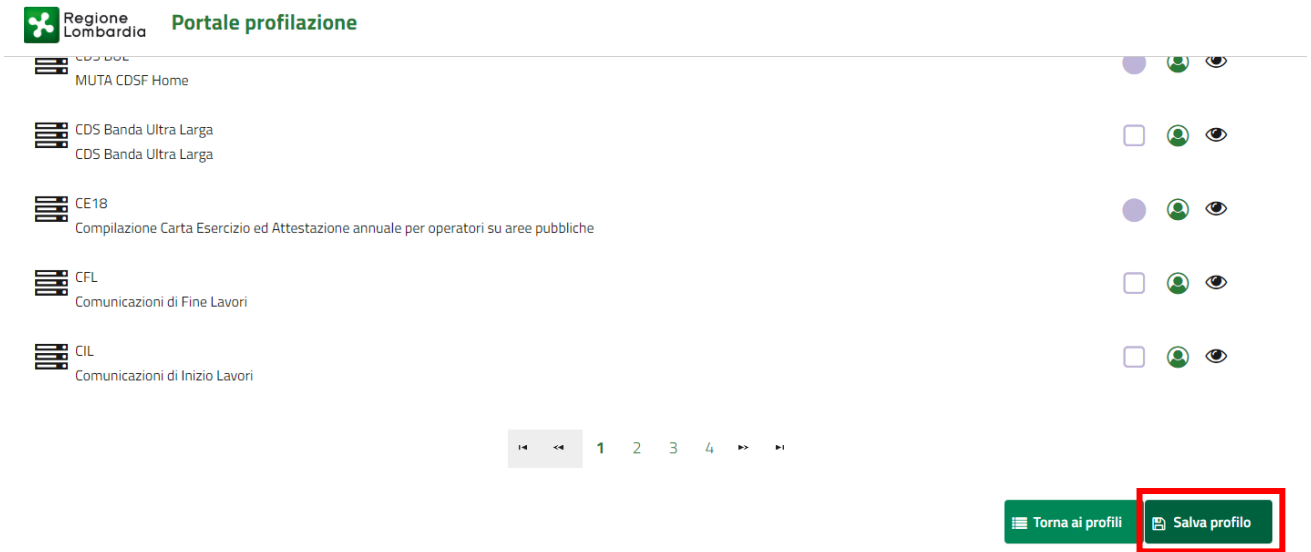 Regione
Lombardia
Portale profilazione
MUTA CDSF Home
CDS Banda Ultra Larga
CDS Banda Ultra Larga
CE18
Compilazione Carta Esercizio ed Attestazione annuale per operatori su aree pubbliche
CFL
Comunicazioni di Fine Lavori
CIL
Comunicazioni di Inizio Lavori
1 2 3 4
Torna ai profili
Salva profilo